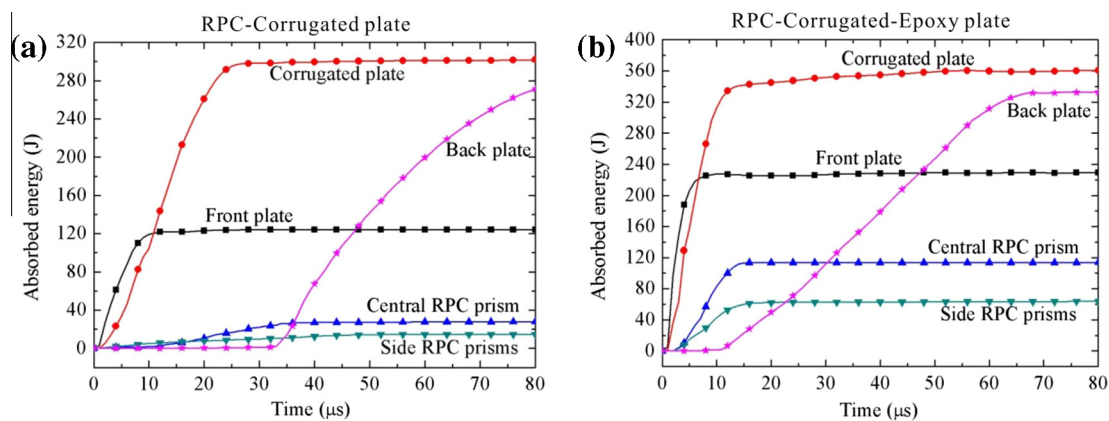 RPC-Corrugated plate
(a)
320
280
240
200
160
120
80
40
0
Absorbed energy (J)
Corrugated plate
Back plate
Front plate
Central RPC prism
Side RPC prisms
0 10 20 30 40 50 60 70 80
Time (μs)
RPC-Corrugated-Epoxy plate
(b)
400
360
320
280
240
200
160
120
80
40
0
Absorbed energy (J)
Corrugated plate
Back plate
Front plate
Central RPC prism
Side RPC prisms
0 10 20 30 40 50 60 70 80
Time (μs)